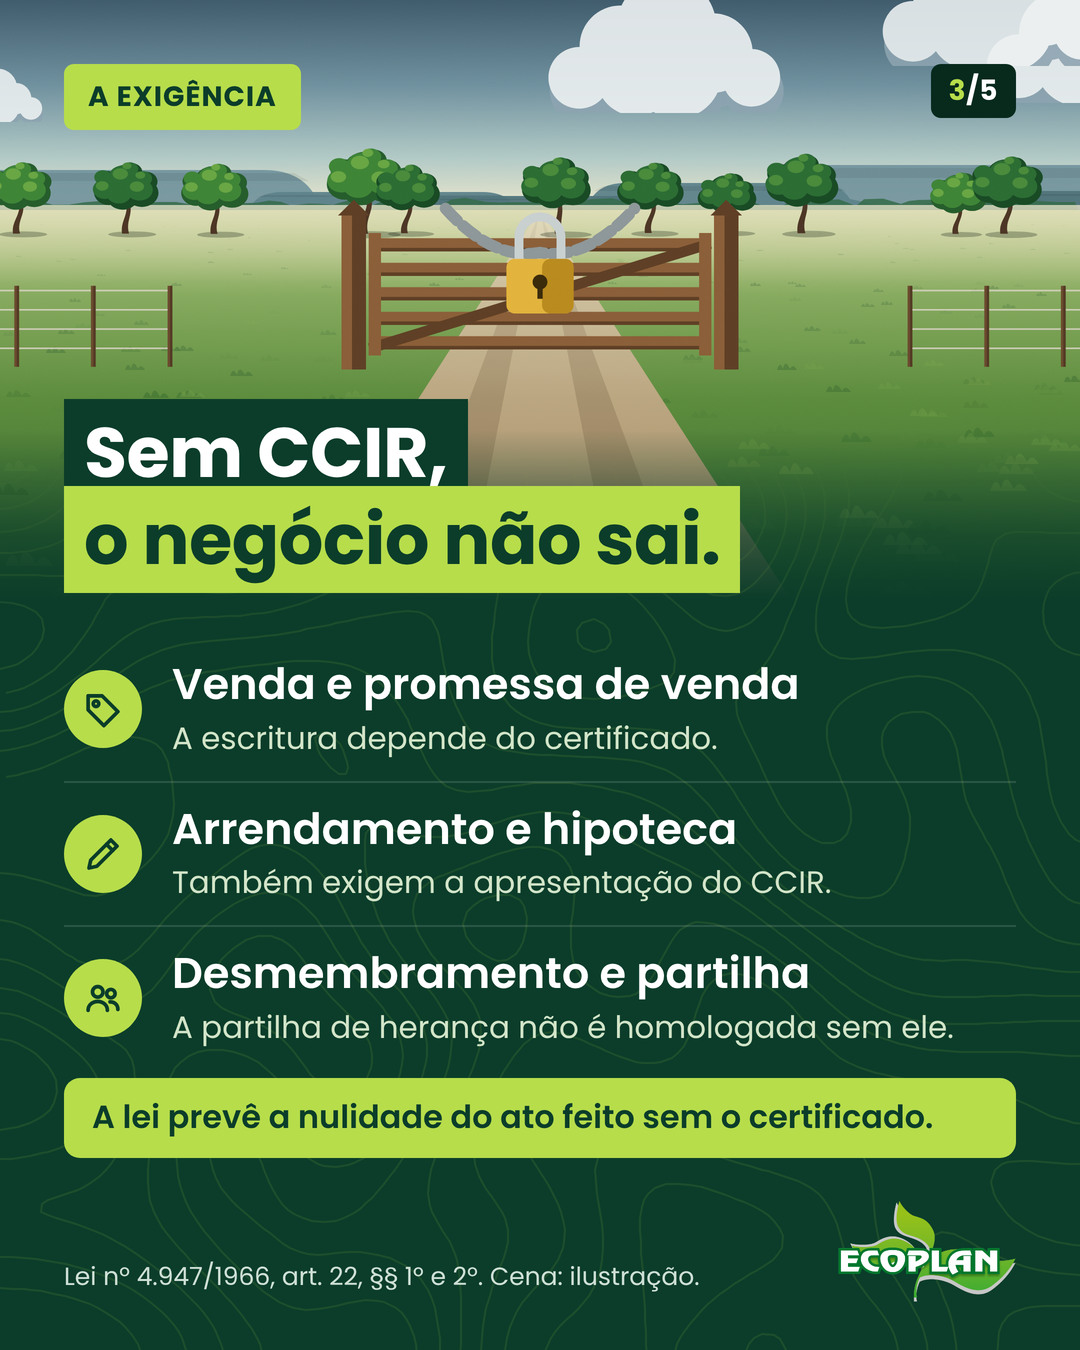 A EXIGÊNCIA
3/5
Sem CCIR,
o negócio não sai.
Venda e promessa de venda
A escritura depende do certificado.
Arrendamento e hipoteca
Também exigem a apresentação do CCIR.
Desmembramento e partilha
A partilha de herança não é homologada sem ele.
A lei prevê a nulidade do ato feito sem o certificado.
Lei nº 4.947/1966, art. 22, §§ 1º e 2º. Cena: ilustração.
ECOPLAN